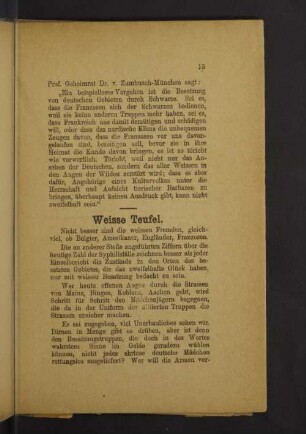 15
Prof. Geheimrat Dr. v. Zumbusch-München sagt:
„Ein beispielloses Vergehen ist die Besetzung
von deutschen Gebieten durch Schwarze. Sei es,
dass die Franzosen sich der Schwarzen bedienen,
weil sie keine anderen Truppen mehr haben, sei es,
dass Frankreich uns damit demütigen und schädigen
will, oder dass das nordische Klima die unbequemen
Zeugen davon, dass die Franzosen vor uns davon-
gelaufen sind, beseitigen soll, bevor sie in ihre
Heimat die Kunde davon bringen, es ist so töricht
wie verwerflich. Töricht, weil nicht nur das An-
sehen der Deutschen, sondern das aller Weissen in
den Augen der Wilden erstirbt wird; dass es aber
dafür, Angehörige eines Kulturvolkes unter die
Herrschaft und Aufsicht tierischer Barbaren zu
bringen, überhaupt keinen Ausdruck gibt, kann nicht
zweifelhaft sein.“
Weisse Teufel.
Nicht besser sind die weissen Fremden, gleich-
viel, ob Belgier, Amerikaner, Engländer, Franzosen.
Die an anderer Stelle angeführten Ziffern über die
heutige Zahl der Syphilisfälle zeichnen besser als jeder
Einzelbericht die Zustände in den Orten des be-
setzten Gebietes, die das zweifelhafte Glück haben,
nur mit weisser Besatzung bedacht zu sein.
Wer heute offenen Auges durch die Strassen
von Mainz, Bingen, Koblenz, Aachen geht, wird
Schritt für Schritt den Mädchenjägern begegnen,
die da in der Uniform der alliierten Truppen die
Strassen unsicher machen.
Es sei zugegeben, viel Unerbauliches sahen wir.
Dirnen in Menge gibt es drüben, aber ist denn
den Besatzungstruppen, die doch in des Wortes
wahrstem Sinne im Gelde geradezu wühlen
können, nicht jedes deutsche Mädchen
rettungslos ausgeliefert? Wer will die Armen ver-